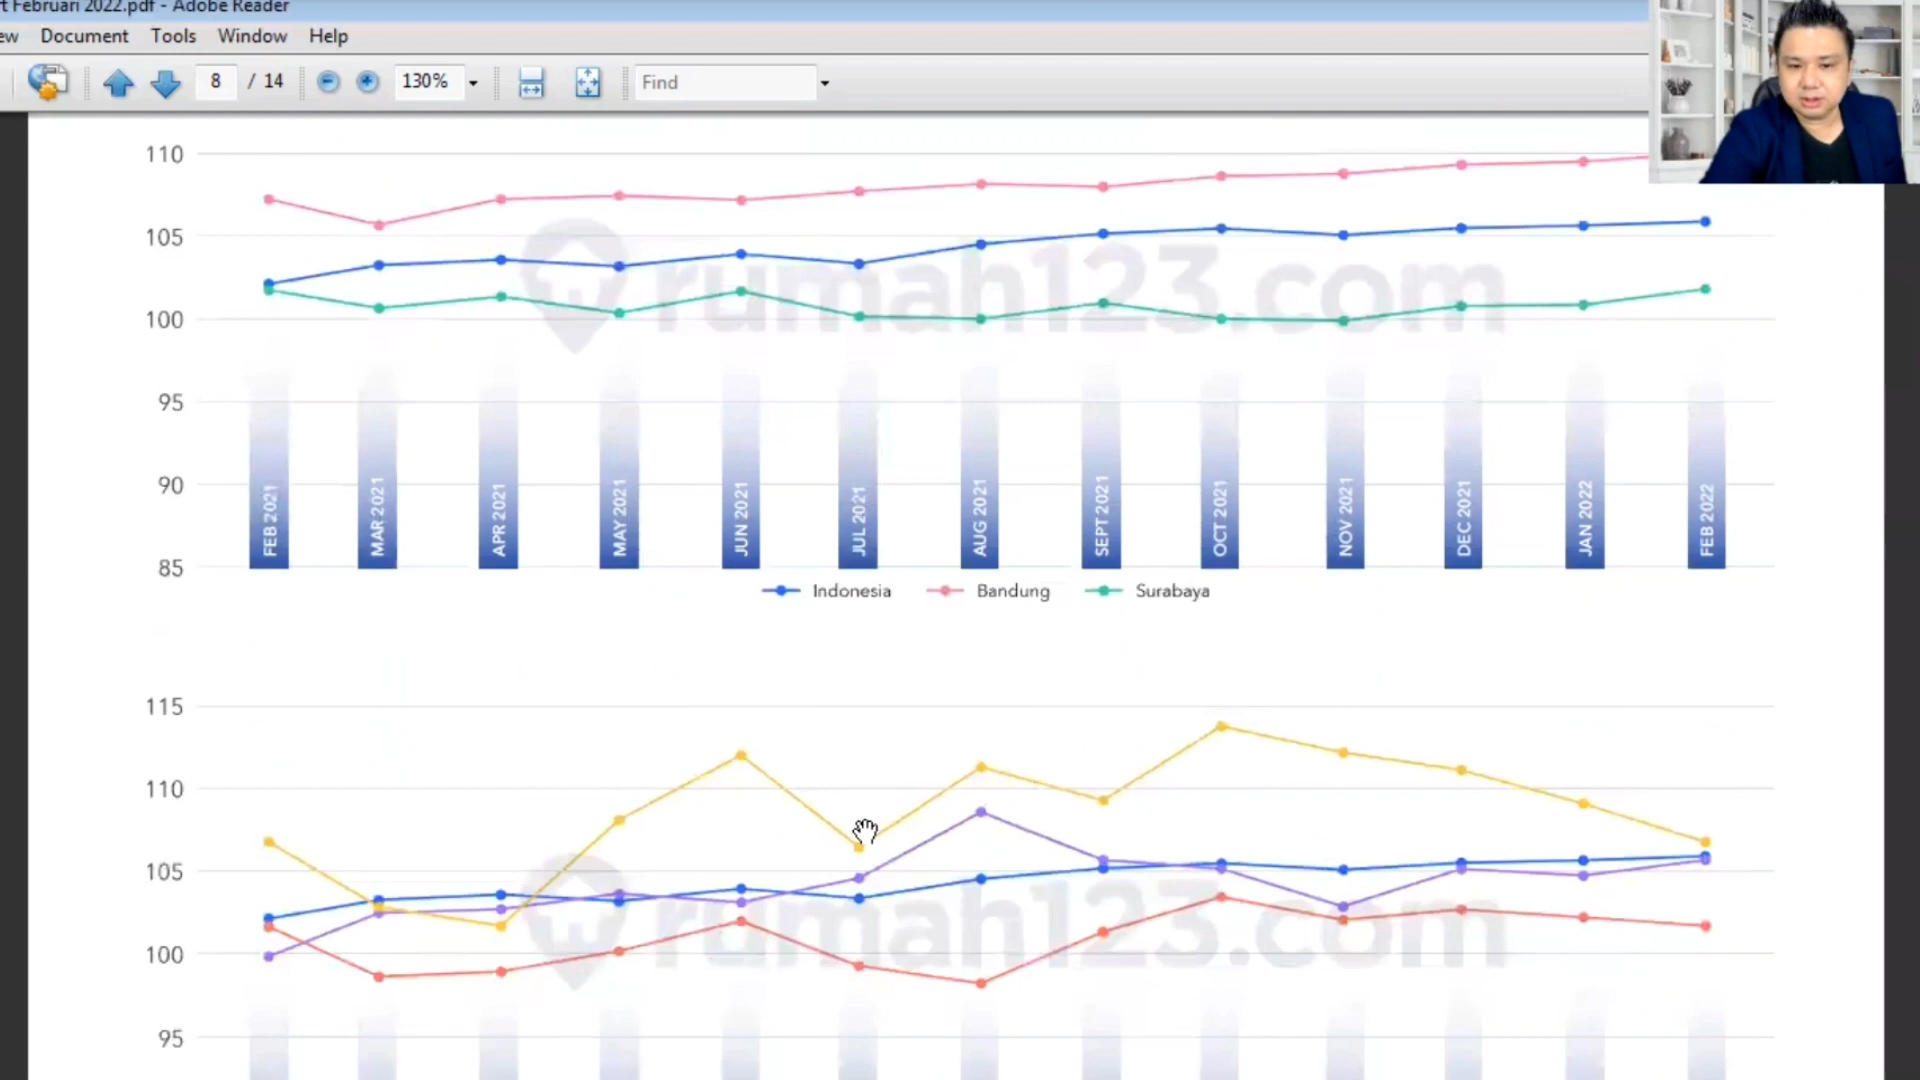 t Februari 2022.pdf - Adobe Reader
ew Document Tools Window Help
8 / 14 130% Find
110
105
100
95
90
85
rumah123.com
FEB 2021
MAR 2021
APR 2021
MAY 2021
JUN 2021
JUL 2021
AUG 2021
SEPT 2021
OCT 2021
NOV 2021
DEC 2021
JAN 2022
FEB 2022
Indonesia Bandung Surabaya
115
110
105
100
95
rumah123.com